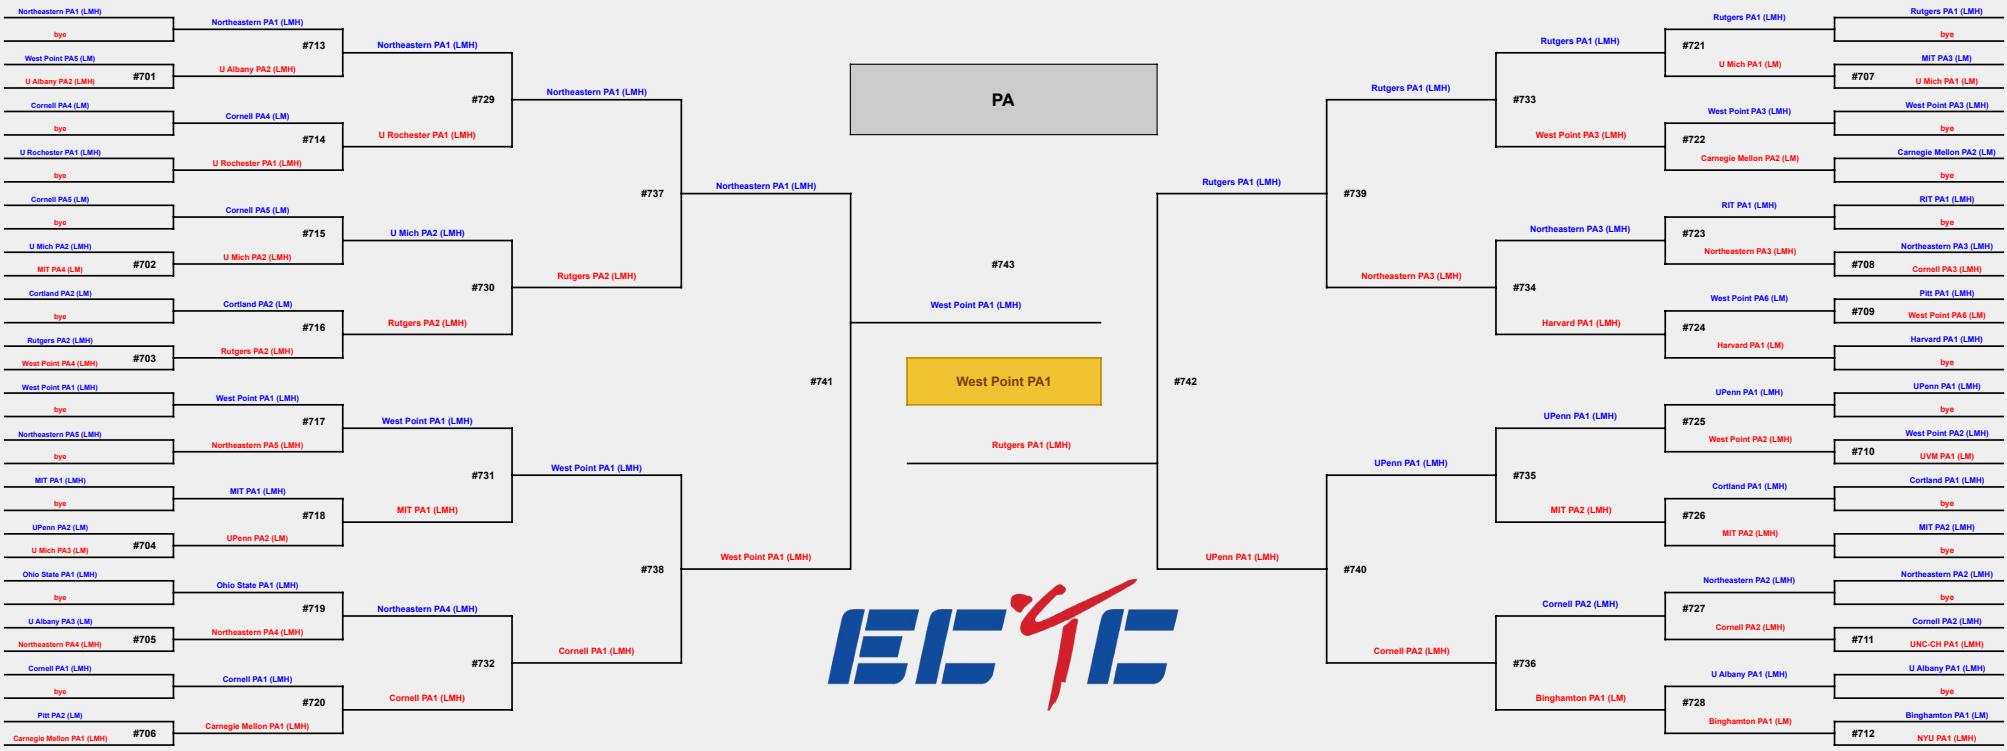 Northeastern PA1 (LMH)
bye
West Point PA5 (LM)
U Albany PA2 (LMH)
#701
Cornell PA4 (LM)
bye
U Rochester PA1 (LMH)
bye
Cornell PA5 (LM)
bye
U Mich PA2 (LMH)
MIT PA4 (LM)
#702
Cortland PA2 (LM)
bye
Rutgers PA2 (LMH)
West Point PA4 (LMH)
#703
West Point PA1 (LMH)
bye
Northeastern PA5 (LMH)
bye
MIT PA1 (LMH)
bye
UPenn PA2 (LM)
U Mich PA3 (LM)
#704
Ohio State PA1 (LMH)
bye
U Albany PA3 (LM)
Northeastern PA4 (LMH)
#705
Cornell PA1 (LMH)
bye
Pitt PA2 (LM)
Carnegie Mellon PA1 (LMH)
#706
Northeastern PA1 (LMH)
#713
U Albany PA2 (LMH)
Cornell PA4 (LM)
#714
U Rochester PA1 (LMH)
Cornell PA5 (LM)
#715
U Mich PA2 (LMH)
Cortland PA2 (LM)
#716
Rutgers PA2 (LMH)
West Point PA1 (LMH)
#717
Northeastern PA5 (LMH)
MIT PA1 (LMH)
#718
UPenn PA2 (LM)
Ohio State PA1 (LMH)
#719
Northeastern PA4 (LMH)
Cornell PA1 (LMH)
#720
Carnegie Mellon PA1 (LMH)
Northeastern PA1 (LMH)
#729
U Rochester PA1 (LMH)
U Mich PA2 (LMH)
#730
Rutgers PA2 (LMH)
West Point PA1 (LMH)
#731
MIT PA1 (LMH)
Northeastern PA4 (LMH)
#732
Cornell PA1 (LMH)
Northeastern PA1 (LMH)
#737
Rutgers PA2 (LMH)
West Point PA1 (LMH)
#738
Cornell PA1 (LMH)
Northeastern PA1 (LMH)
#741
West Point PA1 (LMH)
PA
#743
West Point PA1 (LMH)
West Point PA1
Rutgers PA1 (LMH)
ECTC
Rutgers PA1 (LMH)
#742
UPenn PA1 (LMH)
Rutgers PA1 (LMH)
#739
Northeastern PA3 (LMH)
UPenn PA1 (LMH)
#740
Cornell PA2 (LMH)
Rutgers PA1 (LMH)
#733
West Point PA3 (LMH)
Northeastern PA3 (LMH)
#734
Harvard PA1 (LMH)
UPenn PA1 (LMH)
#735
MIT PA2 (LMH)
Cornell PA2 (LMH)
#736
Binghamton PA1 (LM)
Rutgers PA1 (LMH)
#721
U Mich PA1 (LM)
West Point PA3 (LMH)
#722
Carnegie Mellon PA2 (LM)
RIT PA1 (LMH)
#723
Northeastern PA3 (LMH)
West Point PA6 (LM)
#724
Harvard PA1 (LM)
UPenn PA1 (LMH)
#725
West Point PA2 (LMH)
Cortland PA1 (LMH)
#726
MIT PA2 (LMH)
Northeastern PA2 (LMH)
#727
Cornell PA2 (LMH)
U Albany PA1 (LMH)
#728
Binghamton PA1 (LM)
Rutgers PA1 (LMH)
bye
MIT PA3 (LM)
#707
U Mich PA1 (LM)
West Point PA3 (LMH)
bye
Carnegie Mellon PA2 (LM)
bye
RIT PA1 (LMH)
bye
Northeastern PA3 (LMH)
#708
Cornell PA3 (LMH)
Pitt PA1 (LMH)
#709
West Point PA6 (LM)
Harvard PA1 (LMH)
bye
UPenn PA1 (LMH)
bye
West Point PA2 (LMH)
#710
UVM PA1 (LM)
Cortland PA1 (LMH)
bye
MIT PA2 (LMH)
bye
Northeastern PA2 (LMH)
bye
Cornell PA2 (LMH)
#711
UNC-CH PA1 (LMH)
U Albany PA1 (LMH)
bye
Binghamton PA1 (LM)
#712
NYU PA1 (LMH)